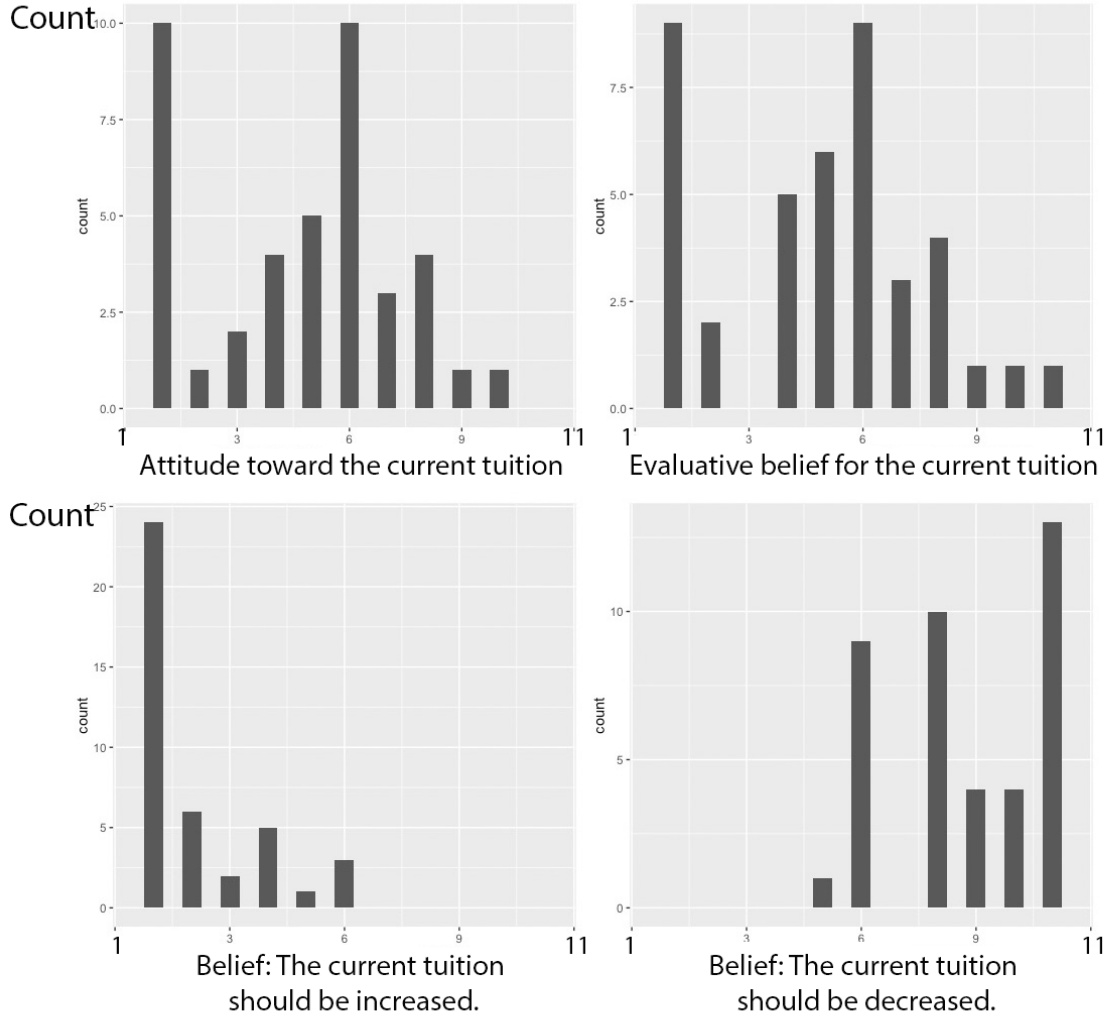 Count
10.0
7.5
5.0
2.5
0.0
count
1 3 6 9 11
Attitude toward the current tuition
7.5
5.0
2.5
0.0
count
1 3 6 9 11
Evaluative belief for the current tuition
Count
25
20
15
10
5
0
count
1 3 6 9 11
Belief: The current tuition
should be increased.
10
5
0
count
1 3 6 9 11
Belief: The current tuition
should be decreased.